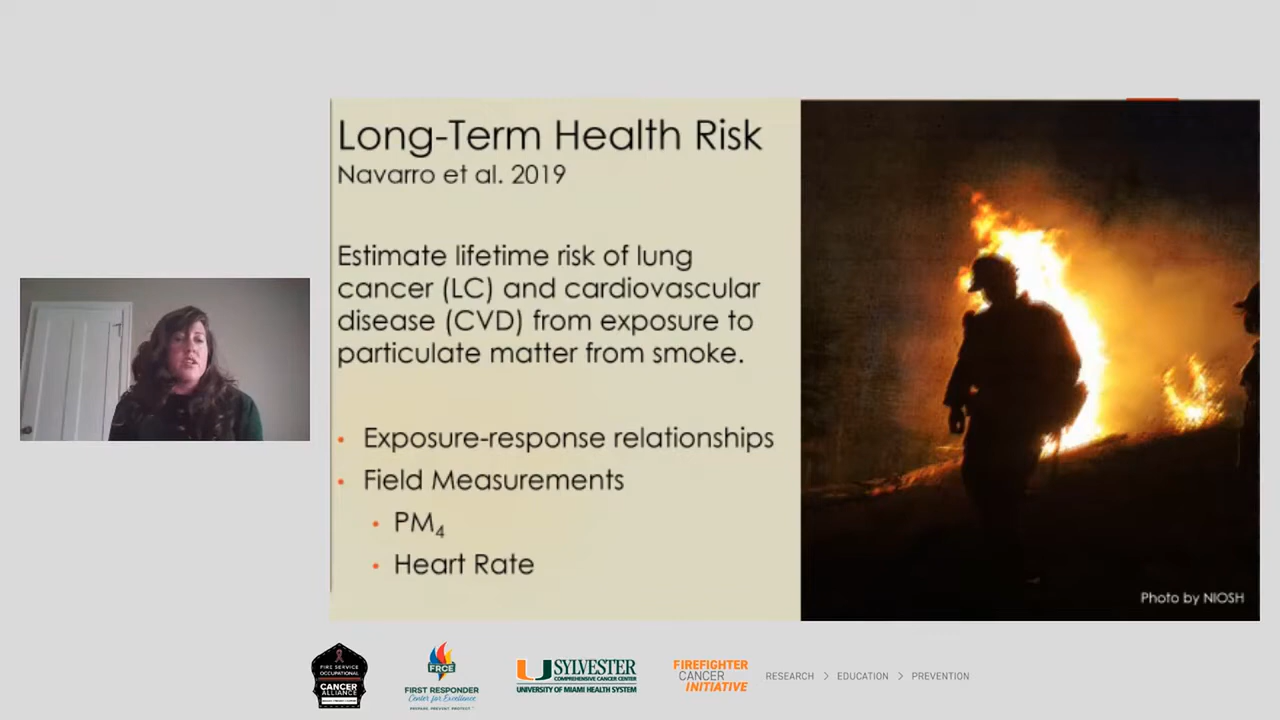 Long-Term Health Risk
Navarro et al. 2019
Estimate lifetime risk of lung
cancer (LC) and cardiovascular
disease (CVD) from exposure to
particulate matter from smoke.
• Exposure-response relationships
• Field Measurements
• PM₄
• Heart Rate
Photo by NIOSH
FIRE SERVICE
OCCUPATIONAL
CANCER
ALLIANCE
FRCE
FIRST RESPONDER
Center for Excellence
PREPARE. PREVENT. PROTECT.
SYLVESTER
COMPREHENSIVE CANCER CENTER
UNIVERSITY OF MIAMI HEALTH SYSTEM
FIREFIGHTER
CANCER
INITIATIVE
RESEARCH > EDUCATION > PREVENTION